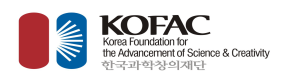 KOFAC
Korea Foundation for
the Advancement of Science & Creativity
한국과학창의재단